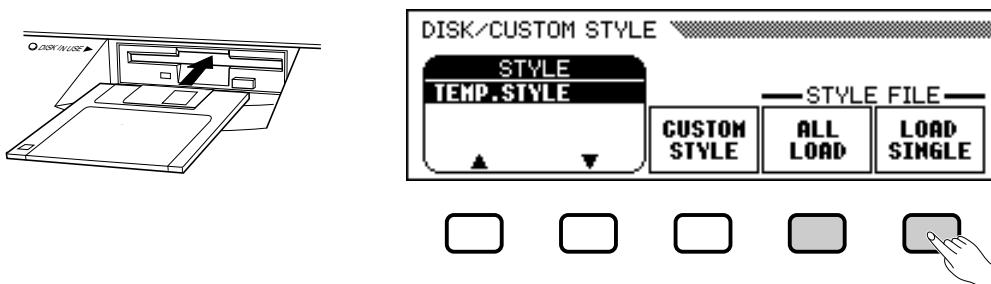 DISK IN USE
DISK/CUSTOM STYLE
STYLE
TEMP.STYLE
STYLE FILE
CUSTOM
STYLE
ALL
LOAD
LOAD
SINGLE